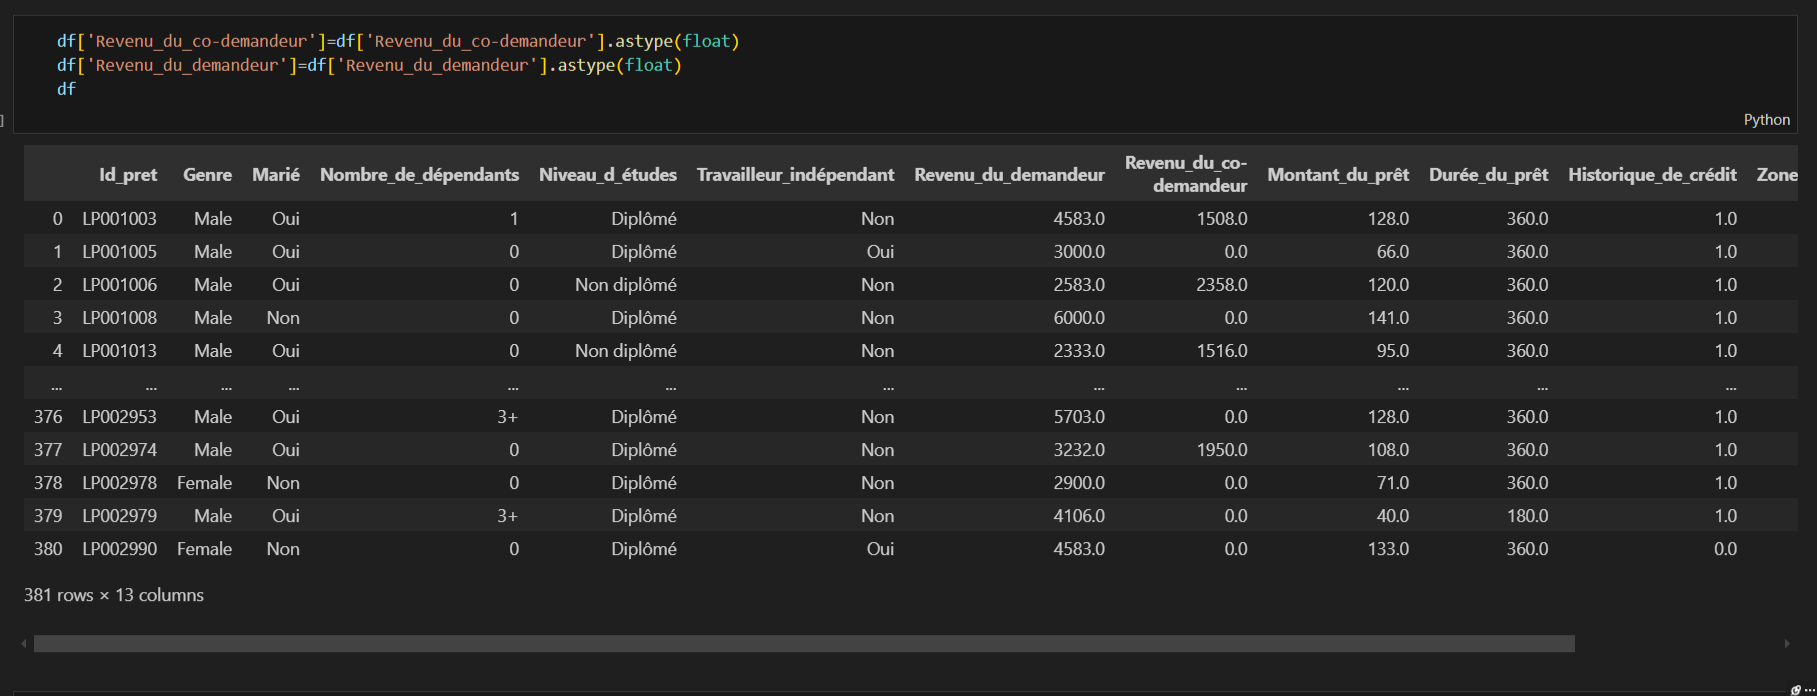 df['Revenu_du_co-demandeur']=df['Revenu_du_co-demandeur'].astype(float)
df['Revenu_du_demandeur']=df['Revenu_du_demandeur'].astype(float)
df
]
Python
Id_pret Genre Marié Nombre_de_dépendants Niveau_d_études Travailleur_indépendant Revenu_du_demandeur Revenu_du_co-demandeur Montant_du_prêt Durée_du_prêt Historique_de_crédit Zone
0 LP001003 Male Oui 1 Diplômé Non 4583.0 1508.0 128.0 360.0 1.0
1 LP001005 Male Oui 0 Diplômé Oui 3000.0 0.0 66.0 360.0 1.0
2 LP001006 Male Oui 0 Non diplômé Non 2583.0 2358.0 120.0 360.0 1.0
3 LP001008 Male Non 0 Diplômé Non 6000.0 0.0 141.0 360.0 1.0
4 LP001013 Male Oui 0 Non diplômé Non 2333.0 1516.0 95.0 360.0 1.0
... ... ... ... ... ... ... ... ... ... ... ...
376 LP002953 Male Oui 3+ Diplômé Non 5703.0 0.0 128.0 360.0 1.0
377 LP002974 Male Oui 0 Diplômé Non 3232.0 1950.0 108.0 360.0 1.0
378 LP002978 Female Non 0 Diplômé Non 2900.0 0.0 71.0 360.0 1.0
379 LP002979 Male Oui 3+ Diplômé Non 4106.0 0.0 40.0 180.0 1.0
380 LP002990 Female Non 0 Diplômé Oui 4583.0 0.0 133.0 360.0 0.0
381 rows × 13 columns